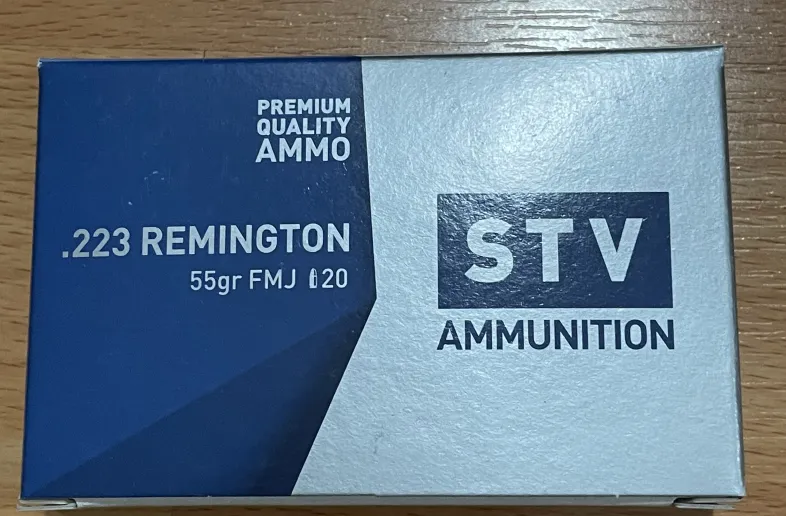 PREMIUM
QUALITY
AMMO
.223 REMINGTON
55gr FMJ 20
STV
AMMUNITION